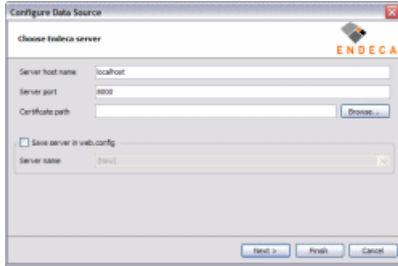 Configure Data Source
Choose Endeca server
ENDECA
Server host name localhost
Server port 8000
Certificate path Browse...
Save server in web.config
Server name (New)
Next > Finish Cancel